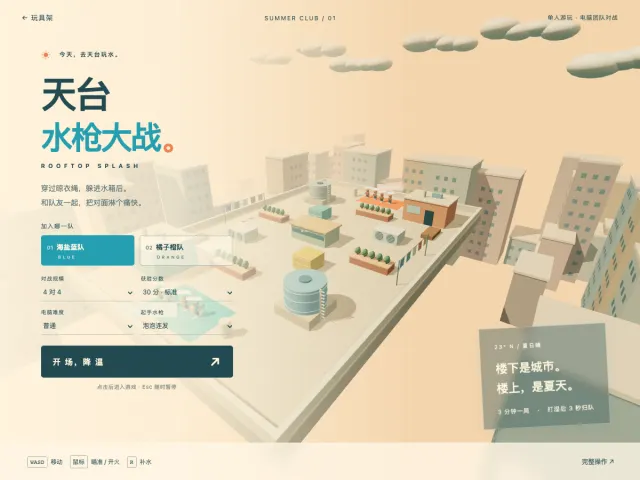 ← 玩具架
SUMMER CLUB / 01
单人游玩 · 电脑团队对战
今天，去天台玩水。
天台
水枪大战。
ROOFTOP SPLASH
穿过晾衣绳，躲进水箱后。
和队友一起，把对面淋个痛快。
加入哪一队
01 海盐蓝队
BLUE
02 橘子橙队
ORANGE
对战规模
获胜分数
4 对 4
30 分 · 标准
电脑难度
起手水枪
普通
泡泡连发
开场，降温 ↗
点击后进入游戏 · Esc 随时暂停
楼下是城市。
楼上，是夏天。
3 分钟一局 · 打湿后 3 秒归队
WASD 移动
鼠标 瞄准 / 开火
R 补水
完整操作 ↗